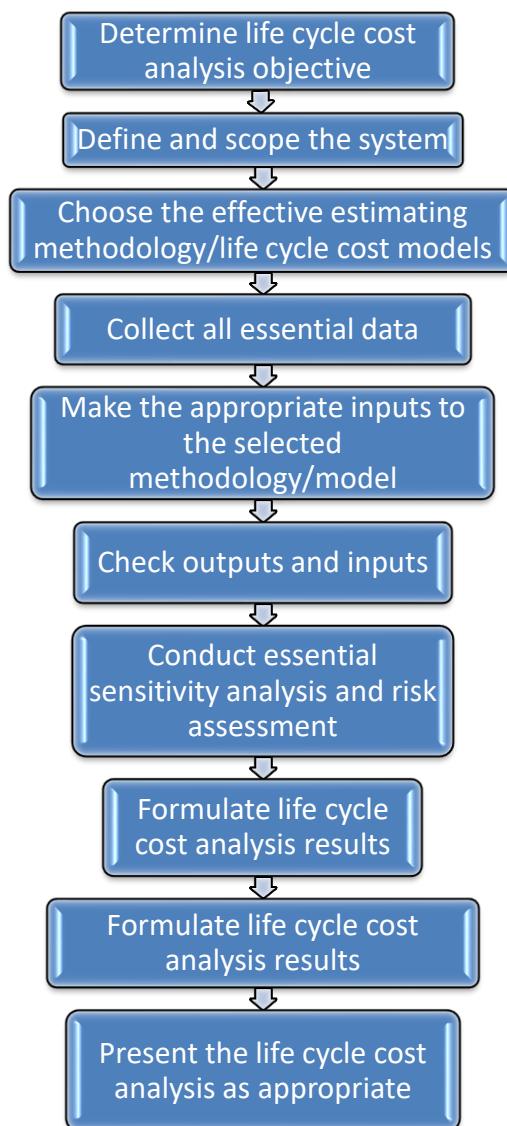 Determine life cycle cost
analysis objective
Define and scope the system
Choose the effective estimating
methodology/life cycle cost models
Collect all essential data
Make the appropriate inputs to
the selected
methodology/model
Check outputs and inputs
Conduct essential
sensitivity analysis and risk
assessment
Formulate life cycle
cost analysis results
Formulate life cycle cost
analysis results
Present the life cycle cost
analysis as appropriate